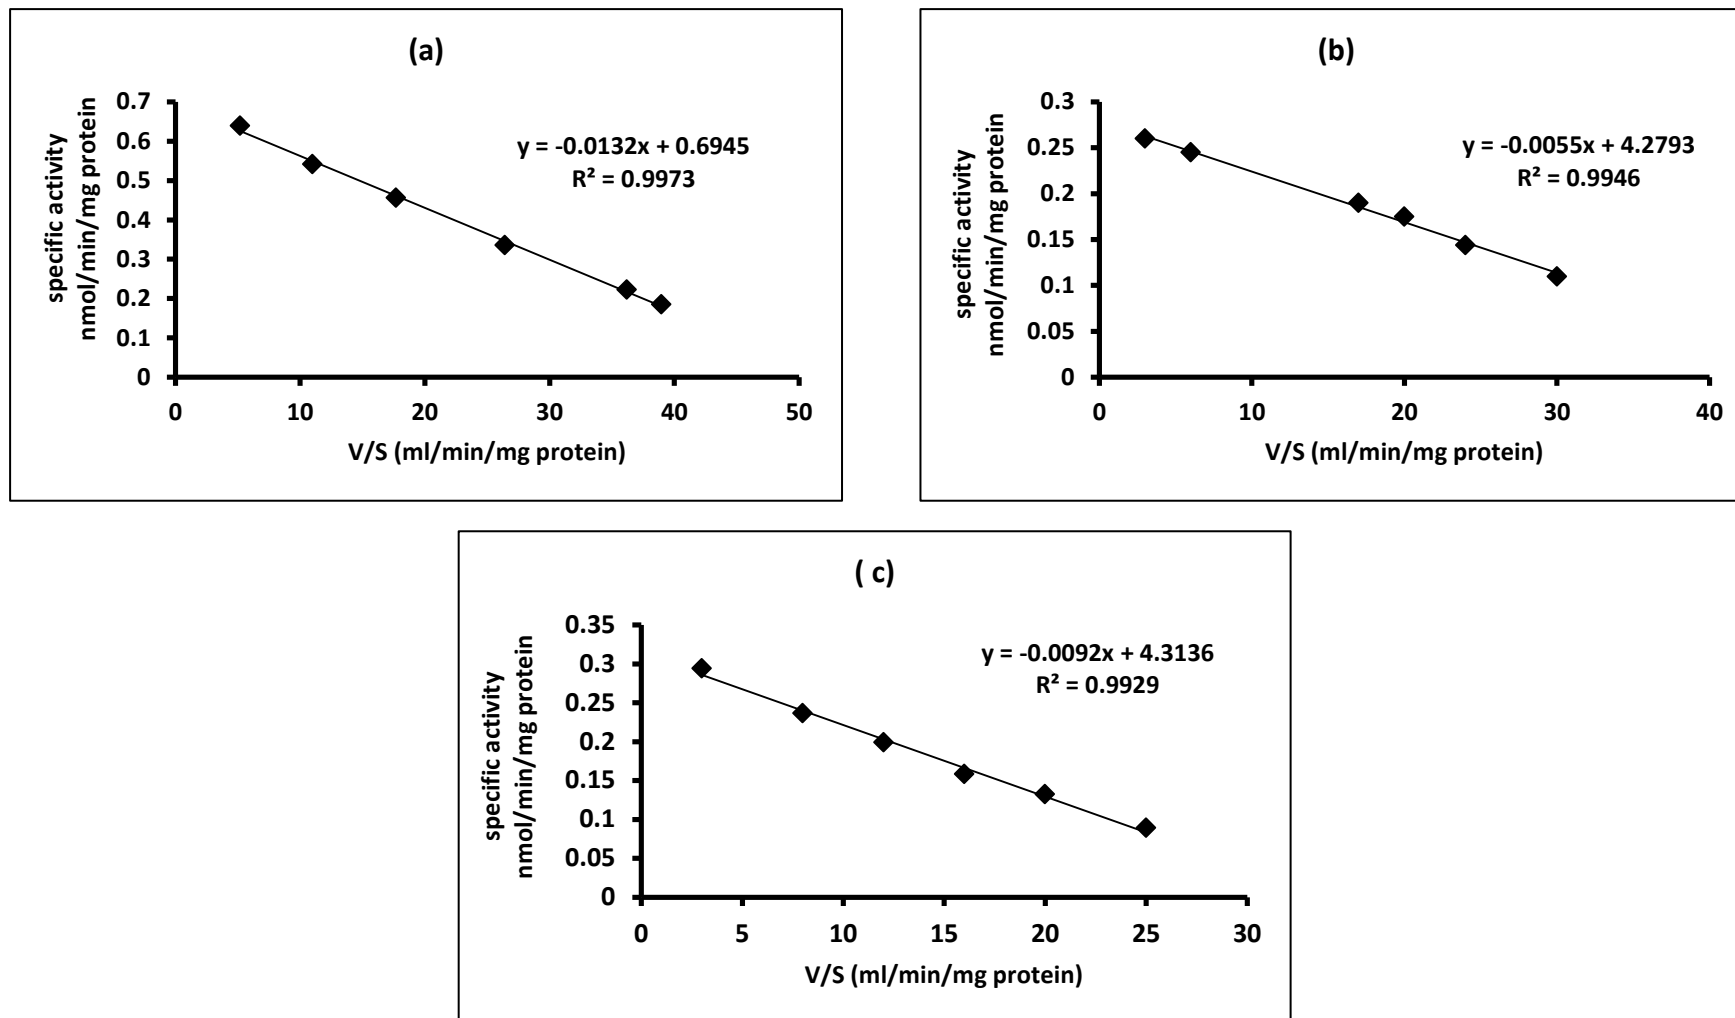 (a)
specific activity
nmol/min/mg protein
0.7
0.6
0.5
0.4
0.3
0.2
0.1
0
y = -0.0132x + 0.6945
R² = 0.9973
0 10 20 30 40 50
V/S (ml/min/mg protein)
(b)
specific activity
nmol/min/mg protein
0.3
0.25
0.2
0.15
0.1
0.05
0
y = -0.0055x + 4.2793
R² = 0.9946
0 10 20 30 40
V/S (ml/min/mg protein)
( c)
specific activity
nmol/min/mg protein
0.35
0.3
0.25
0.2
0.15
0.1
0.05
0
y = -0.0092x + 4.3136
R² = 0.9929
0 5 10 15 20 25 30
V/S (ml/min/mg protein)